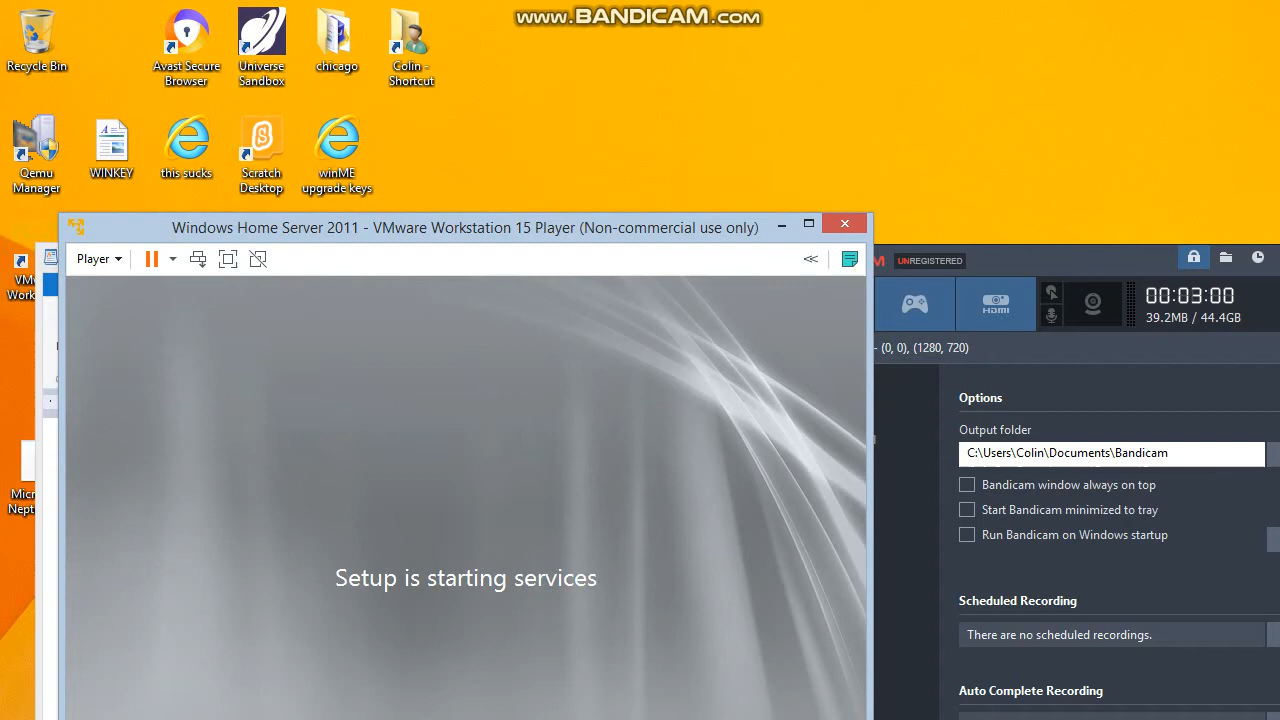 www.BANDICAM.com
Recycle Bin
Avast Secure
Browser
Universe
Sandbox
chicago
Colin -
Shortcut
Qemu
Manager
WINKEY
this sucks
Scratch
Desktop
winME
upgrade keys
Windows Home Server 2011 - VMware Workstation 15 Player (Non-commercial use only)
Player
<<
UNREGISTERED
HDMI
00:03:00
39.2MB / 44.4GB
- (0, 0), (1280, 720)
Options
Output folder
C:\Users\Colin\Documents\Bandicam
Bandicam window always on top
Start Bandicam minimized to tray
Run Bandicam on Windows startup
Setup is starting services
Scheduled Recording
There are no scheduled recordings.
Auto Complete Recording